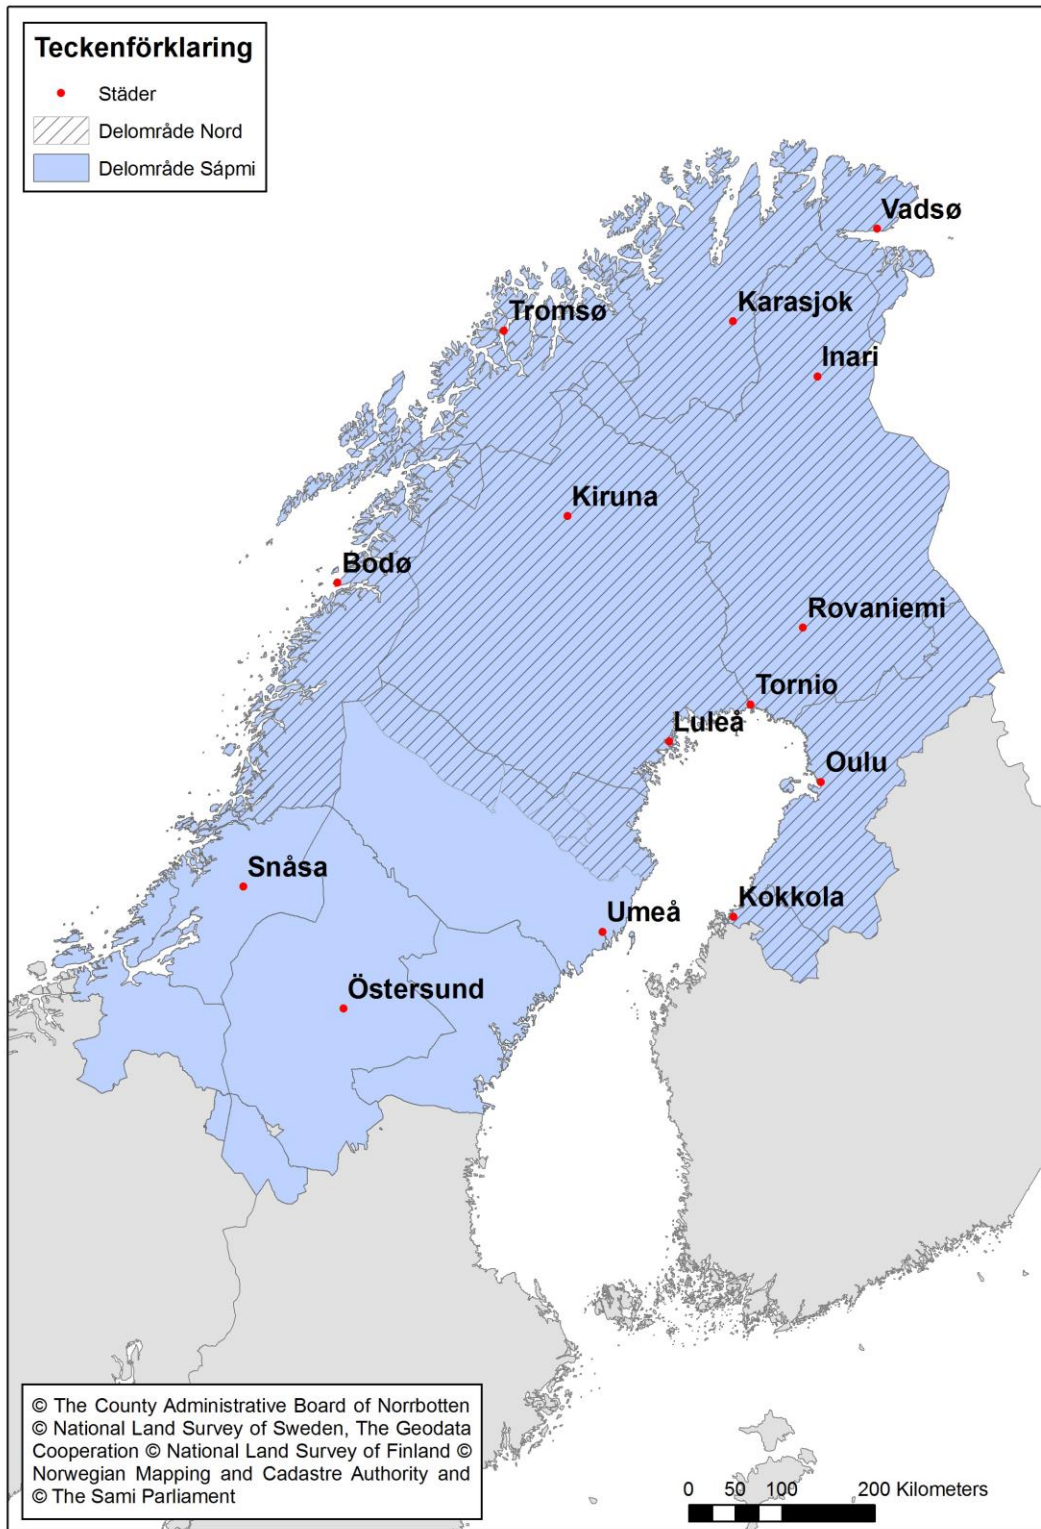 Teckenförklaring
Städer
Delområde Nord
Delområde Sápmi
Vadsø
Karasjok
Tromsø
Inari
Kiruna
Bodø
Rovaniemi
Tornio
Luleå
Oulu
Snåsa
Kokkola
Umeå
Östersund
© The County Administrative Board of Norrbotten
© National Land Survey of Sweden, The Geodata
Cooperation © National Land Survey of Finland ©
Norwegian Mapping and Cadastre Authority and
© The Sami Parliament
0 50 100 200 Kilometers